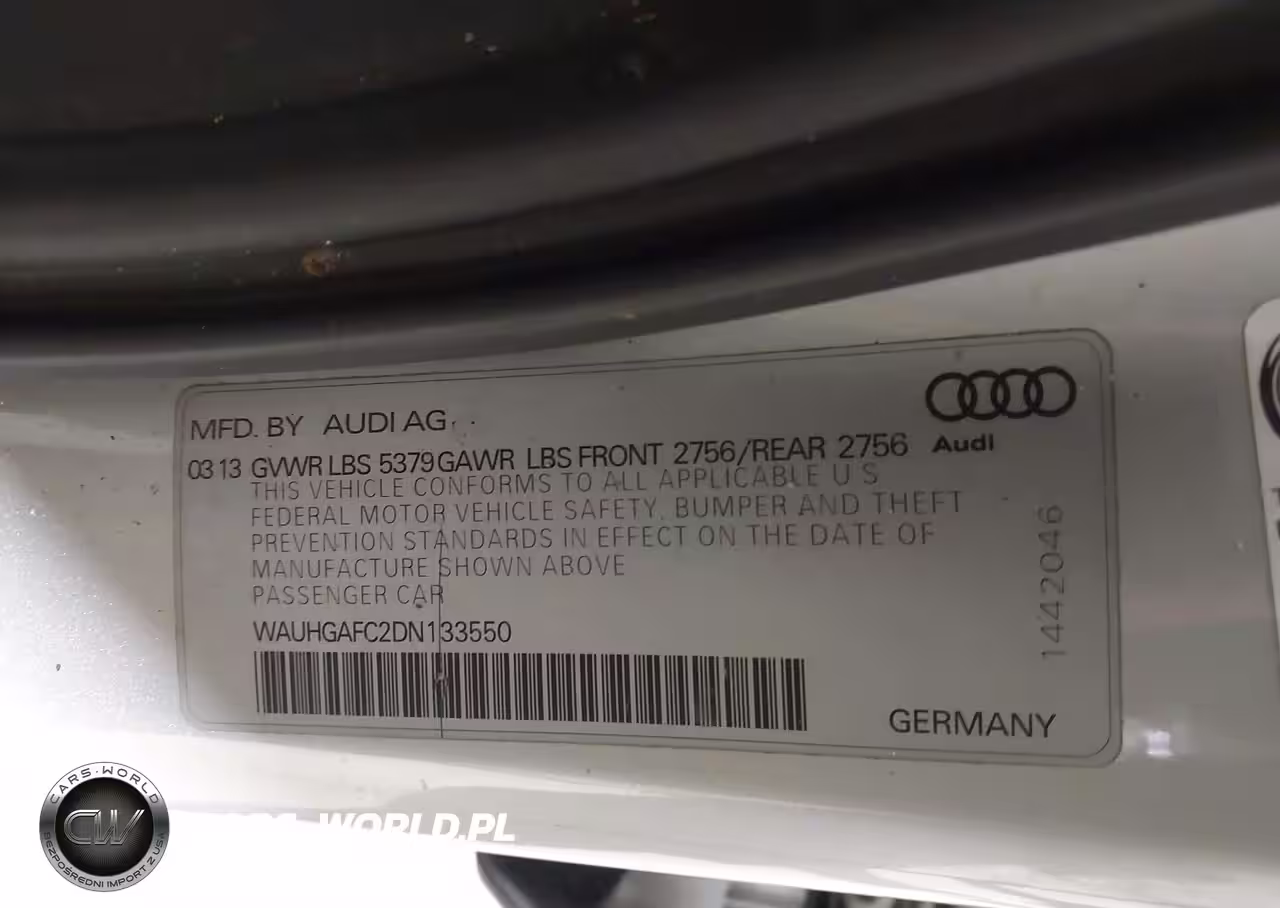 MFD. BY AUDI AG
Audi
03 13 GVWR LBS 5379 GAWR LBS FRONT 2756/REAR 2756
THIS VEHICLE CONFORMS TO ALL APPLICABLE U S
FEDERAL MOTOR VEHICLE SAFETY, BUMPER AND THEFT
PREVENTION STANDARDS IN EFFECT ON THE DATE OF
MANUFACTURE SHOWN ABOVE
PASSENGER CAR
WAUHGAFC2DN133550
1442046
GERMANY
CARS-WORLD
CW
BEZPOŚREDNI IMPORT Z USA
WORLD.PL